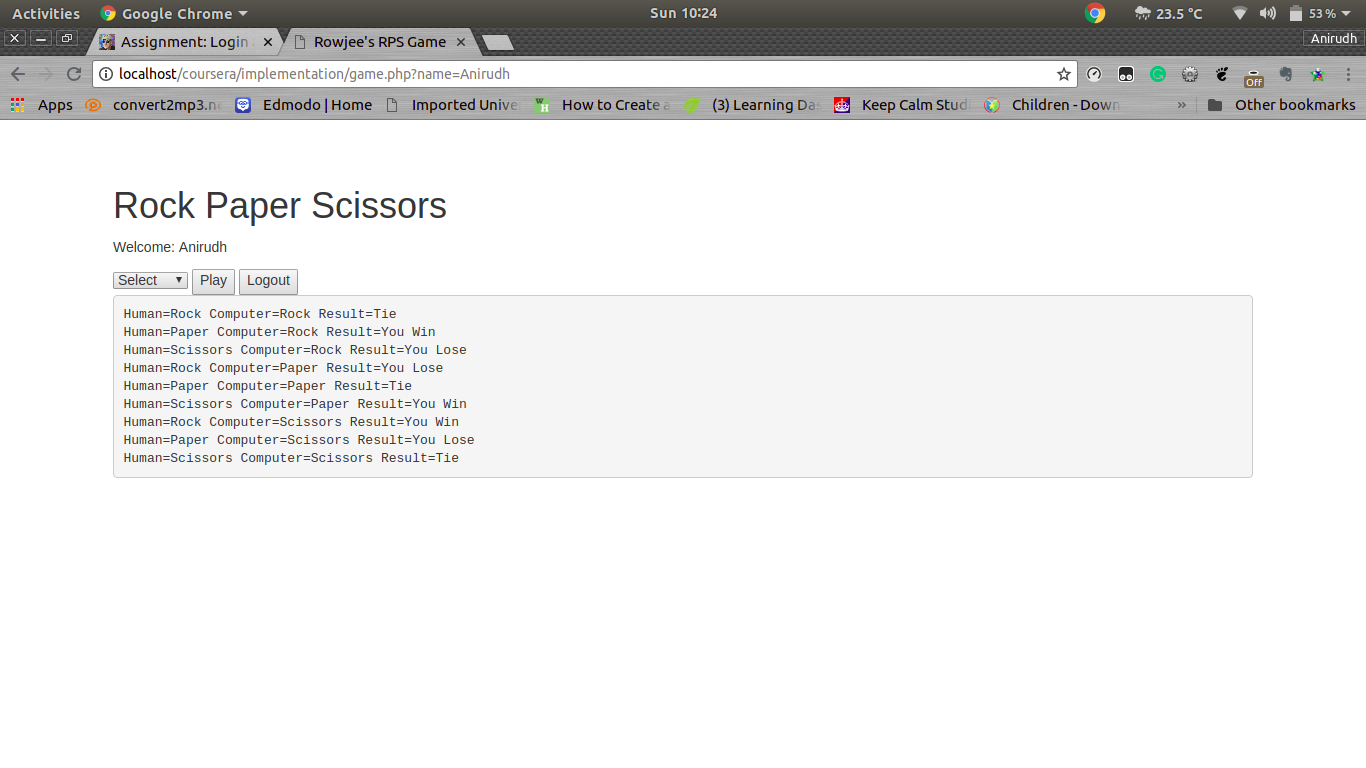 Activities Google Chrome Sun 10:24 23.5 °C 53 %
Assignment: Login Rowjee's RPS Game Anirudh
localhost/coursera/implementation/game.php?name=Anirudh Off
Apps convert2mp3.ne Edmodo | Home Imported Unive How to Create a (3) Learning Das Keep Calm Stud Children - Down » Other bookmarks
Rock Paper Scissors
Welcome: Anirudh
Select Play Logout
Human=Rock Computer=Rock Result=Tie
Human=Paper Computer=Rock Result=You Win
Human=Scissors Computer=Rock Result=You Lose
Human=Rock Computer=Paper Result=You Lose
Human=Paper Computer=Paper Result=Tie
Human=Scissors Computer=Paper Result=You Win
Human=Rock Computer=Scissors Result=You Win
Human=Paper Computer=Scissors Result=You Lose
Human=Scissors Computer=Scissors Result=Tie